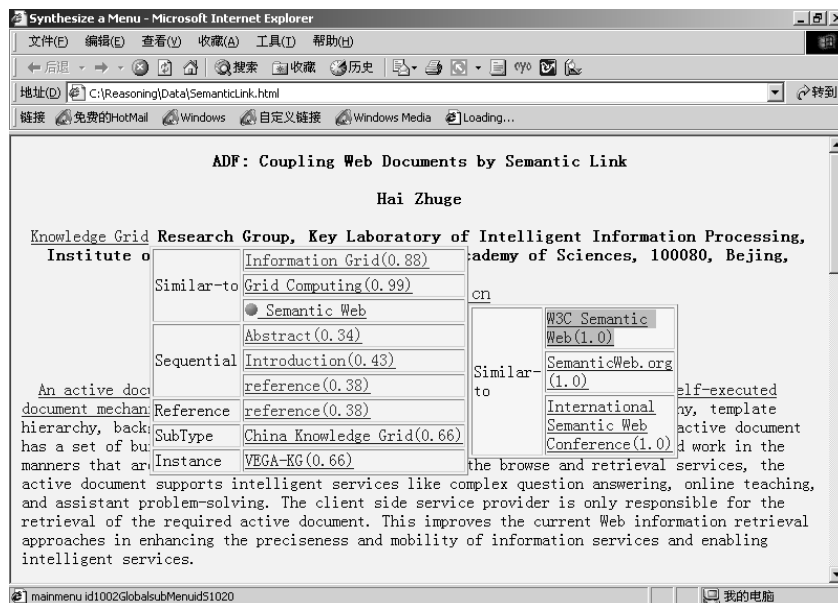 Synthesize a Menu - Microsoft Internet Explorer
文件(F) 编辑(E) 查看(V) 收藏(A) 工具(T) 帮助(H)
后退 搜索 收藏 历史
地址(D) C:\Reasoning\Data\SemanticLink.html 转到
链接 免费的HotMail Windows 自定义链接 Windows Media Loading...
ADF: Coupling Web Documents by Semantic Link
Hai Zhuge
Knowledge Grid Research Group, Key Laboratory of Intelligent Information Processing,
Institute o cademy of Sciences, 100080, Bejing,
cn
Similar-to
Information Grid(0.88)
Grid Computing(0.99)
Semantic Web
Sequential
Abstract(0.34)
Introduction(0.43)
reference(0.38)
Reference reference(0.38)
SubType China Knowledge Grid(0.66)
Instance VEGA-KG(0.66)
Similar-
to
W3C Semantic
Web(1.0)
SemanticWeb.org
(1.0)
International
Semantic Web
Conference(1.0)
An active docu elf-executed
document mechan ny, template
hierarchy, back active document
has a set of bu d work in the
manners that ar the browse and retrieval services, the
active document supports intelligent services like complex question answering, online teaching,
and assistant problem-solving. The client side service provider is only responsible for the
retrieval of the required active document. This improves the current Web information retrieval
approaches in enhancing the preciseness and mobility of information services and enabling
intelligent services.
mainmenu id1002GlobalsubMenuidS1020 我的电脑